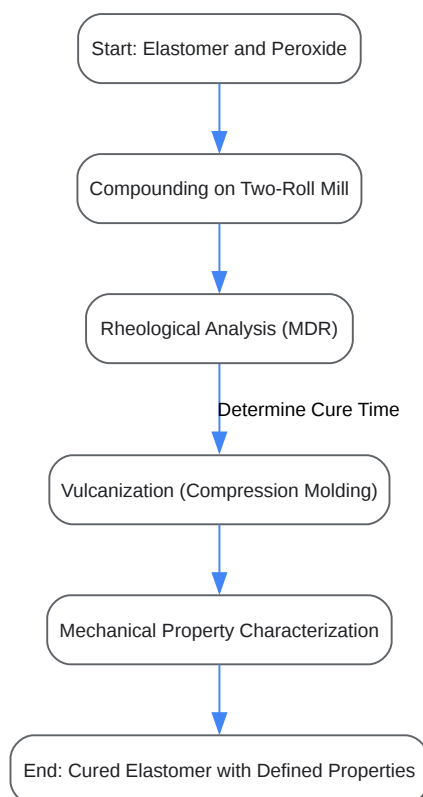 Start: Elastomer and Peroxide
Compounding on Two-Roll Mill
Rheological Analysis (MDR)
Determine Cure Time
Vulcanization (Compression Molding)
Mechanical Property Characterization
End: Cured Elastomer with Defined Properties